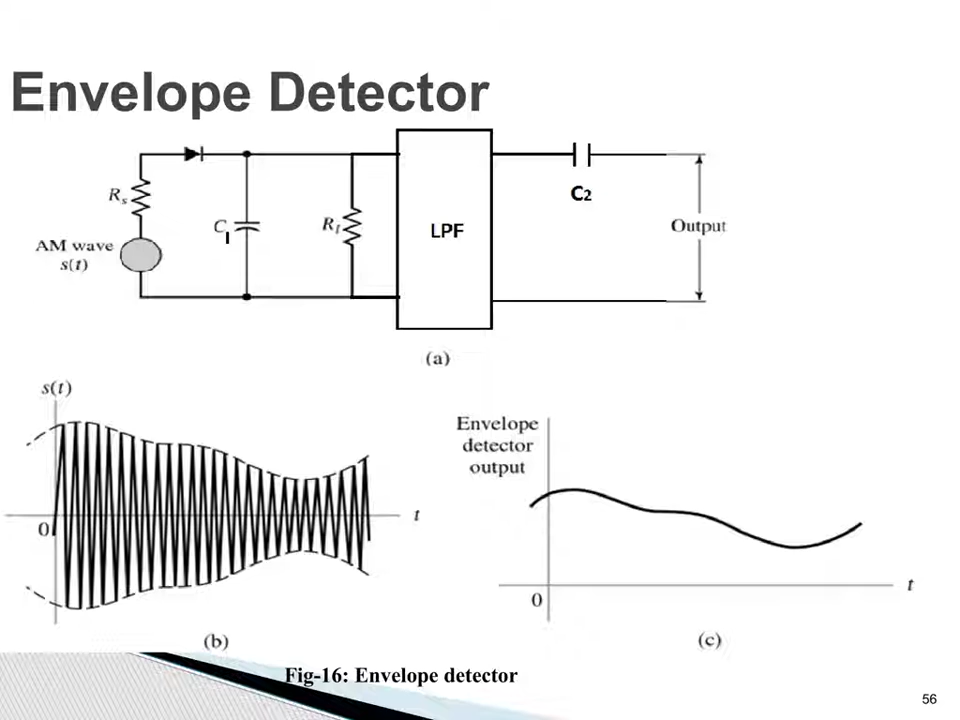 Envelope Detector
Rs
C1
Rl
LPF
C2
Output
AM wave
s(t)
(a)
s(t)
t
0
(b)
Envelope
detector
output
t
0
(c)
Fig-16: Envelope detector
56